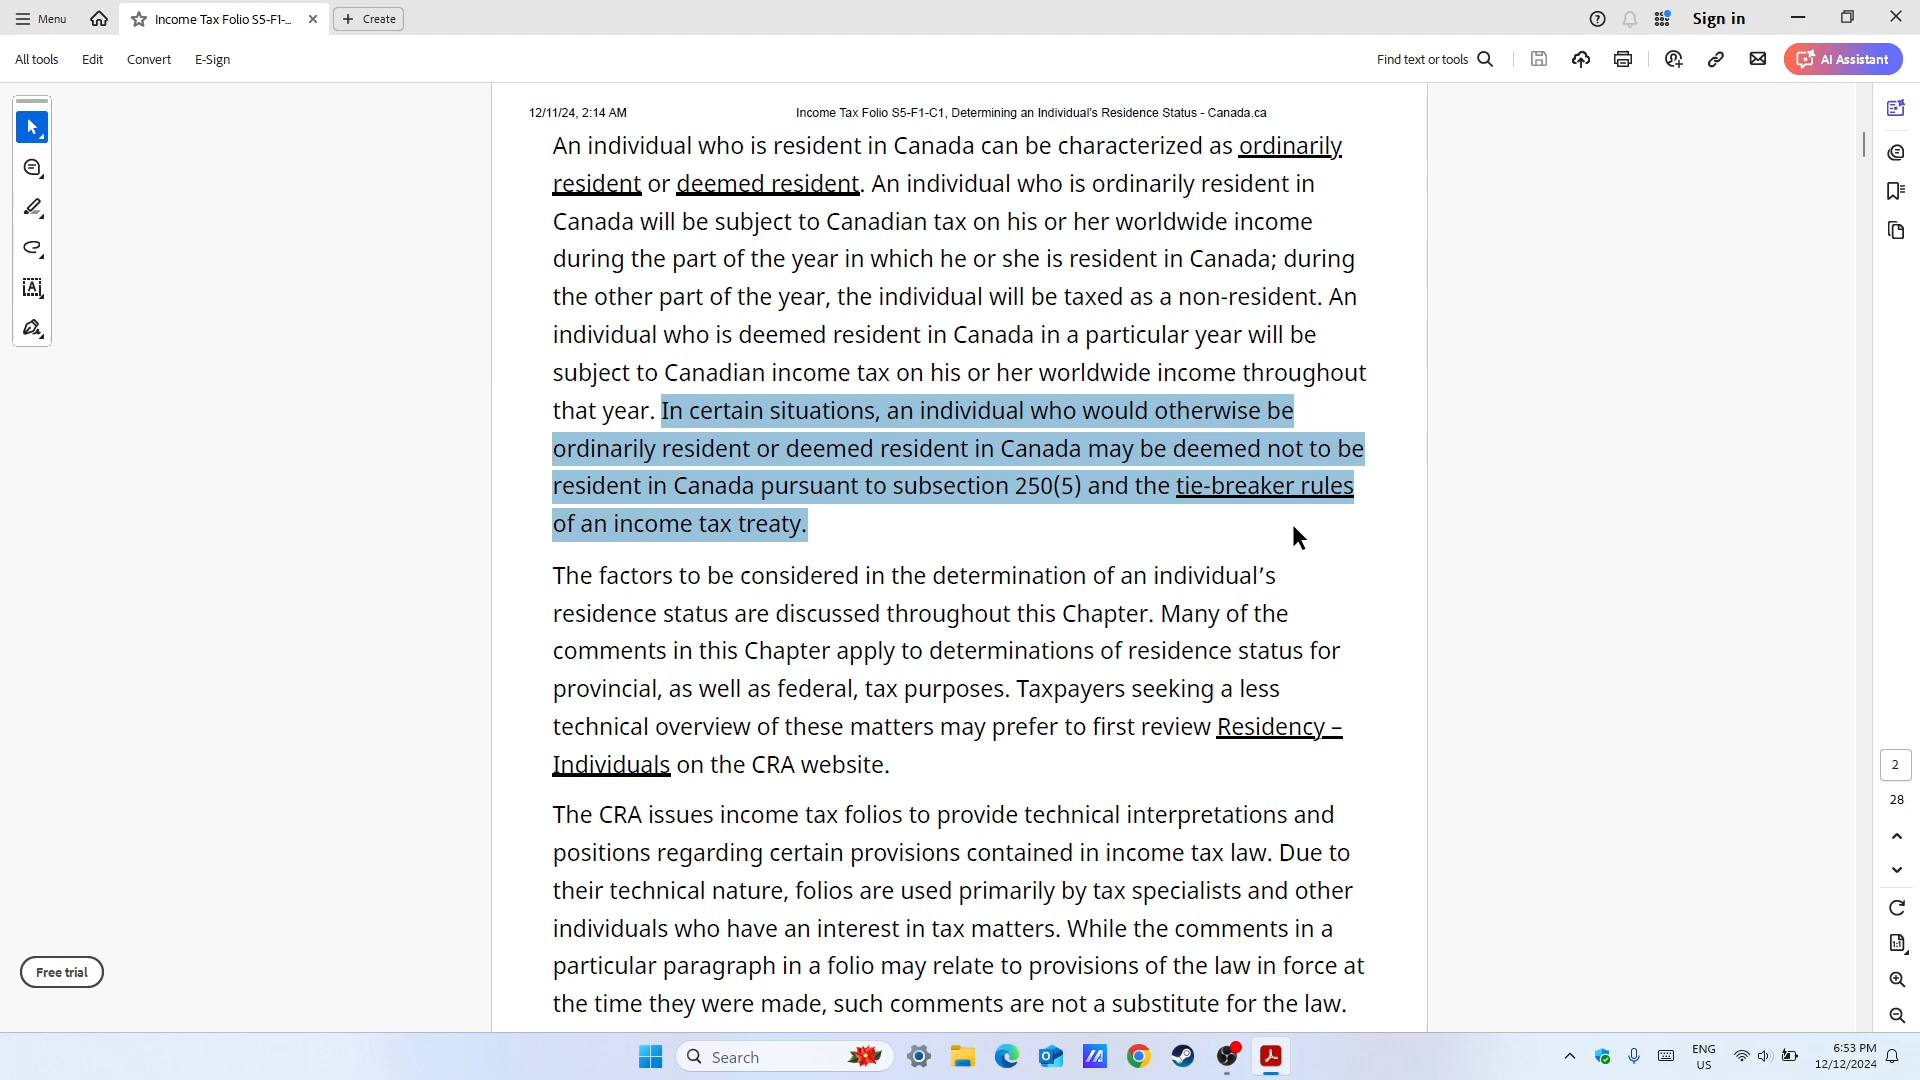 Menu
Income Tax Folio S5-F1-...
Create
Sign in
All tools
Edit
Convert
E-Sign
Find text or tools
AI Assistant
12/11/24, 2:14 AM
Income Tax Folio S5-F1-C1, Determining an Individual’s Residence Status - Canada.ca
An individual who is resident in Canada can be characterized as ordinarily
resident or deemed resident. An individual who is ordinarily resident in
Canada will be subject to Canadian tax on his or her worldwide income
during the part of the year in which he or she is resident in Canada; during
the other part of the year, the individual will be taxed as a non-resident. An
individual who is deemed resident in Canada in a particular year will be
subject to Canadian income tax on his or her worldwide income throughout
that year. In certain situations, an individual who would otherwise be
ordinarily resident or deemed resident in Canada may be deemed not to be
resident in Canada pursuant to subsection 250(5) and the tie-breaker rules
of an income tax treaty.
The factors to be considered in the determination of an individual’s
residence status are discussed throughout this Chapter. Many of the
comments in this Chapter apply to determinations of residence status for
provincial, as well as federal, tax purposes. Taxpayers seeking a less
technical overview of these matters may prefer to first review Residency –
Individuals on the CRA website.
The CRA issues income tax folios to provide technical interpretations and
positions regarding certain provisions contained in income tax law. Due to
their technical nature, folios are used primarily by tax specialists and other
individuals who have an interest in tax matters. While the comments in a
particular paragraph in a folio may relate to provisions of the law in force at
the time they were made, such comments are not a substitute for the law.
2
28
Free trial
Search
ENG
US
6:53 PM
12/12/2024